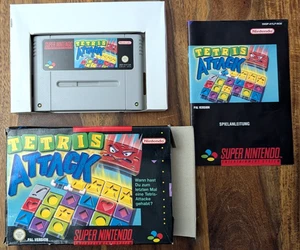 TETRIS
ATTACK
Nintendo
TETRIS
ATTACK
PAL VERSION
SPIELANLEITUNG
SUPER NINTENDO
TETRIS
ATTACK
Nintendo
Wann hast
Du zum
letzten Mal
eine Tetris-
Attacke
gehabt?
PAL VERSION
SUPER NINTENDO